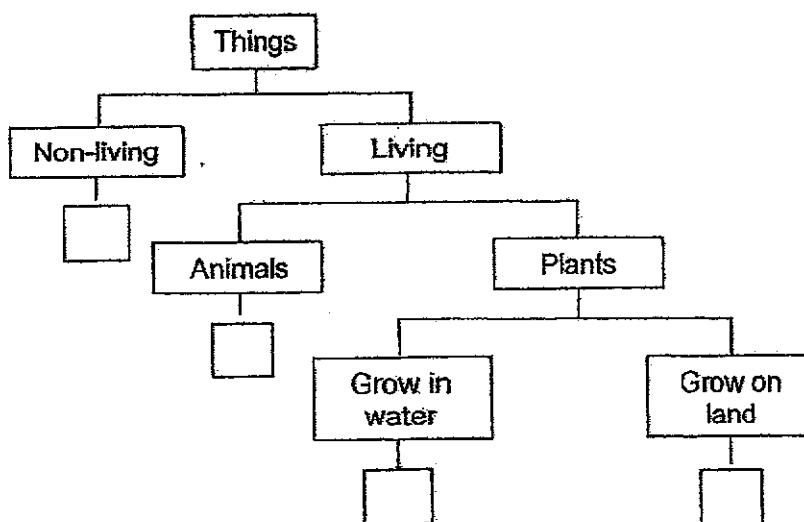 Things
Non-living
Living
Animals
Plants
Grow in
water
Grow on
land